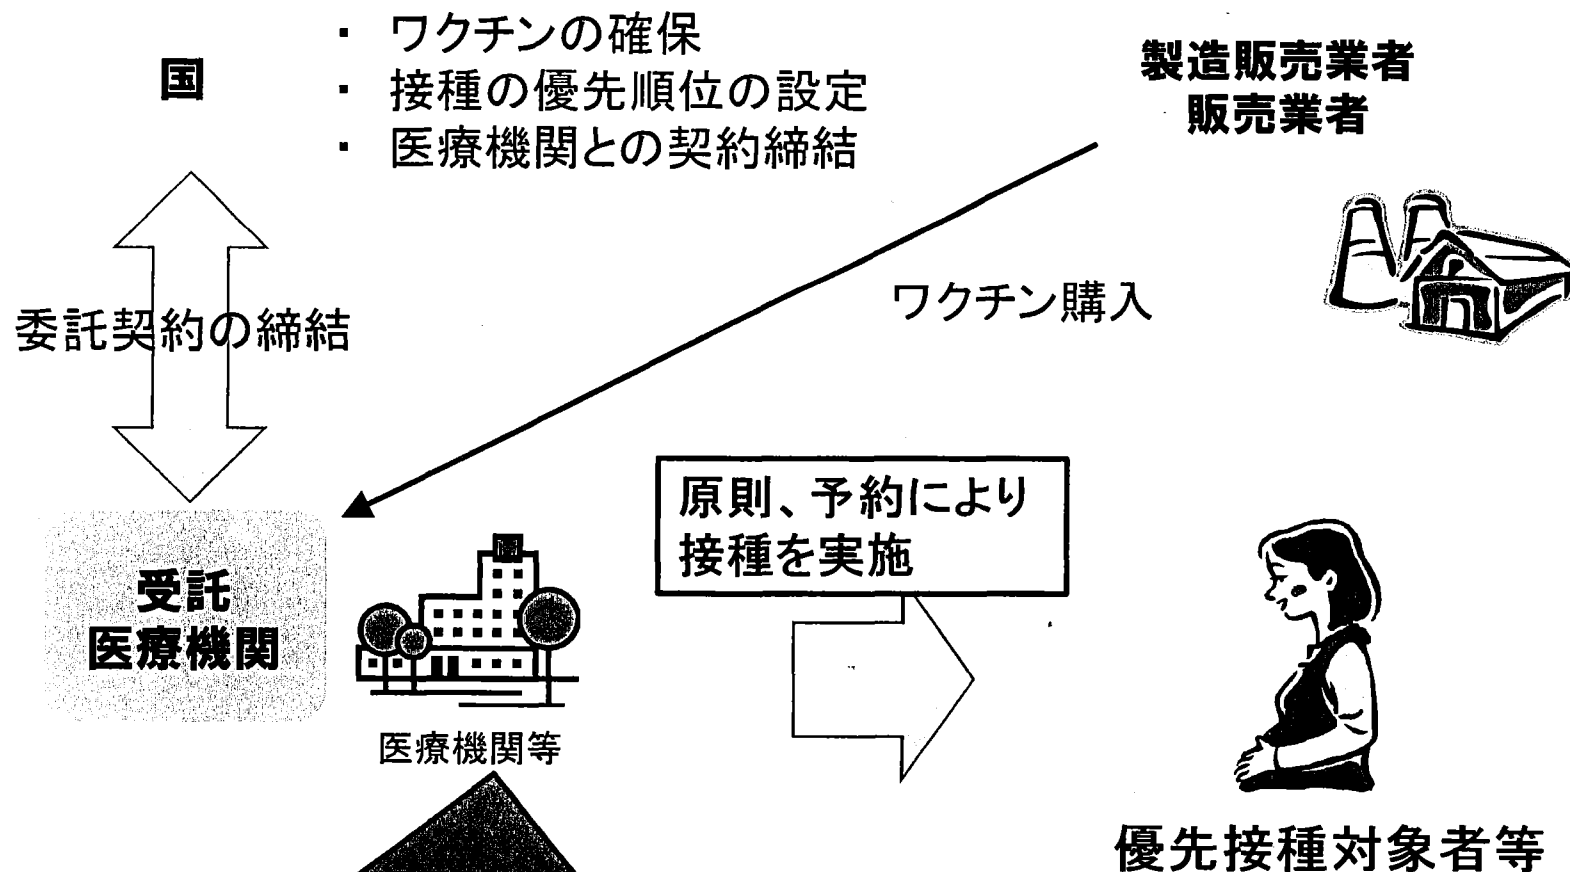 国
・ ワクチンの確保
・ 接種の優先順位の設定
・ 医療機関との契約締結
製造販売業者
販売業者
委託契約の締結
ワクチン購入
原則、予約により
接種を実施
受託
医療機関
医療機関等
優先接種対象者等